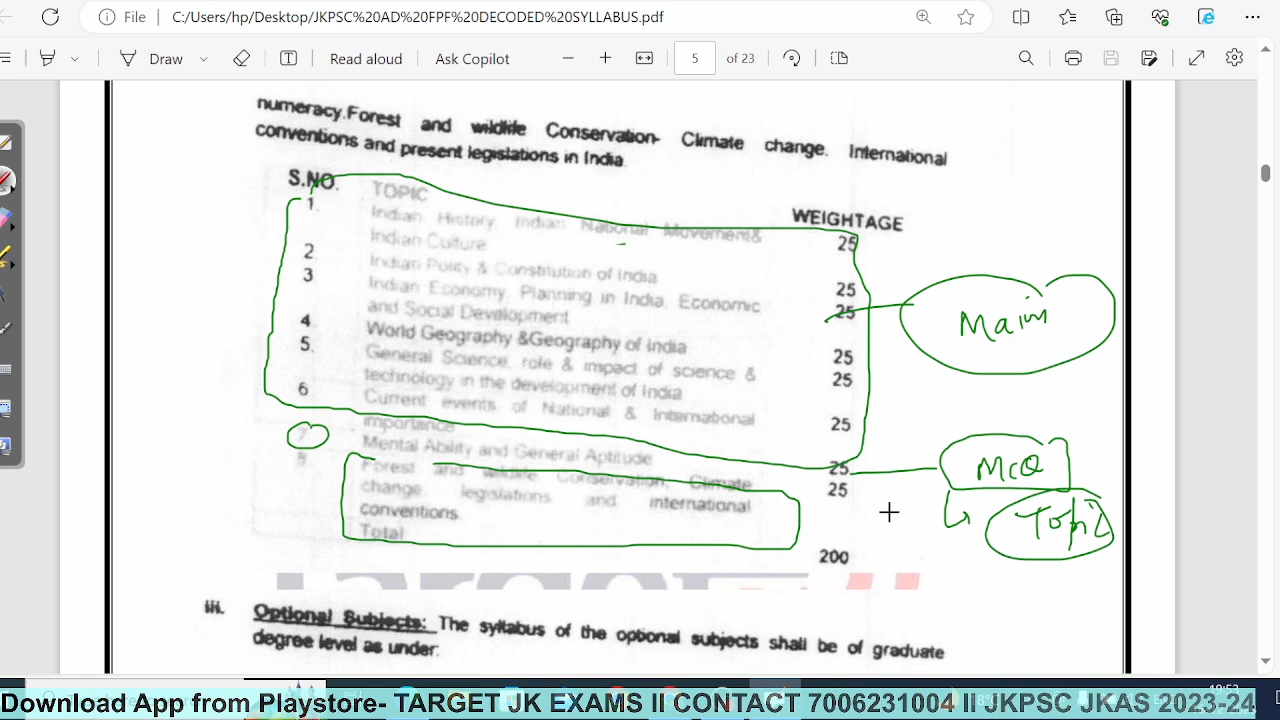 File C:/Users/hp/Desktop/JKPSC%20AD%20FPF%20DECODED%20SYLLABUS.pdf
Draw Read aloud Ask Copilot 5 of 23
numeracy.Forest and wildlife Conservation- Climate change. International
conventions and present legislations in India.
S.NO. TOPIC WEIGHTAGE
1. Indian History Indian National Movement& 25
Indian Culture
2 Indian Polity & Constitution of India 25
3 Indian Economy, Planning in India, Economic 25
and Social Development
4 World Geography &Geography of India 25
5. General Science, role & impact of science & 25
technology in the development of India
6 Current events of National & International 25
importance
7 Mental Ability and General Aptitude 25
8 Forest and wildlife Conservation, Climate 25
change, legislations and international
conventions
Total 200
Main
MCQ
Topic
iii. Optional Subjects: The syltabus of the optional subjects shall be of graduate
degree level as under:
Download App from Playstore- TARGET JK EXAMS II CONTACT 7006231004 II JKPSC JKAS 2023-24